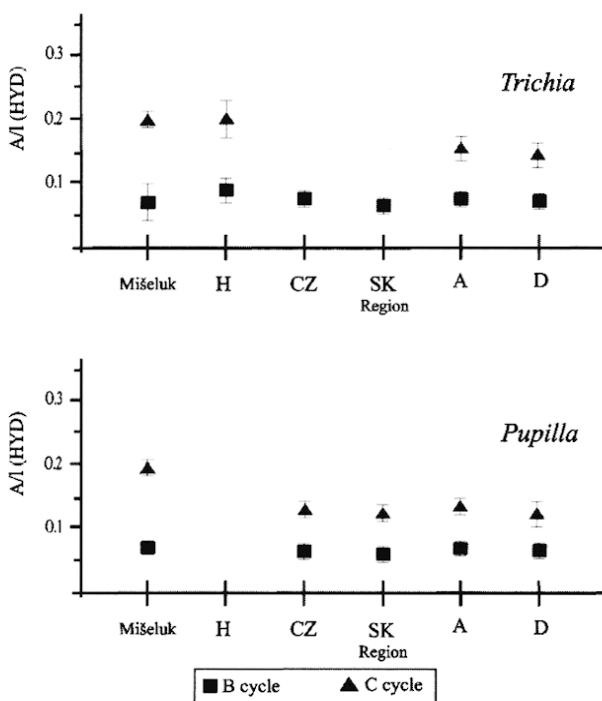 0.3
Trichia
A/I (HYD)
0.2
0.1
Mišeluk H CZ SK A D
Region
0.3
Pupilla
A/I (HYD)
0.2
0.1
Mišeluk H CZ SK A D
Region
B cycle C cycle